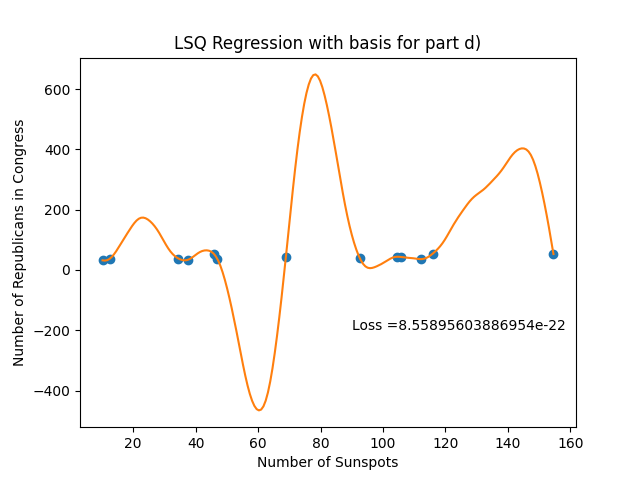 LSQ Regression with basis for part d)
Number of Republicans in Congress
600
400
200
0
−200
−400
Loss =8.55895603886954e-22
20 40 60 80 100 120 140 160
Number of Sunspots